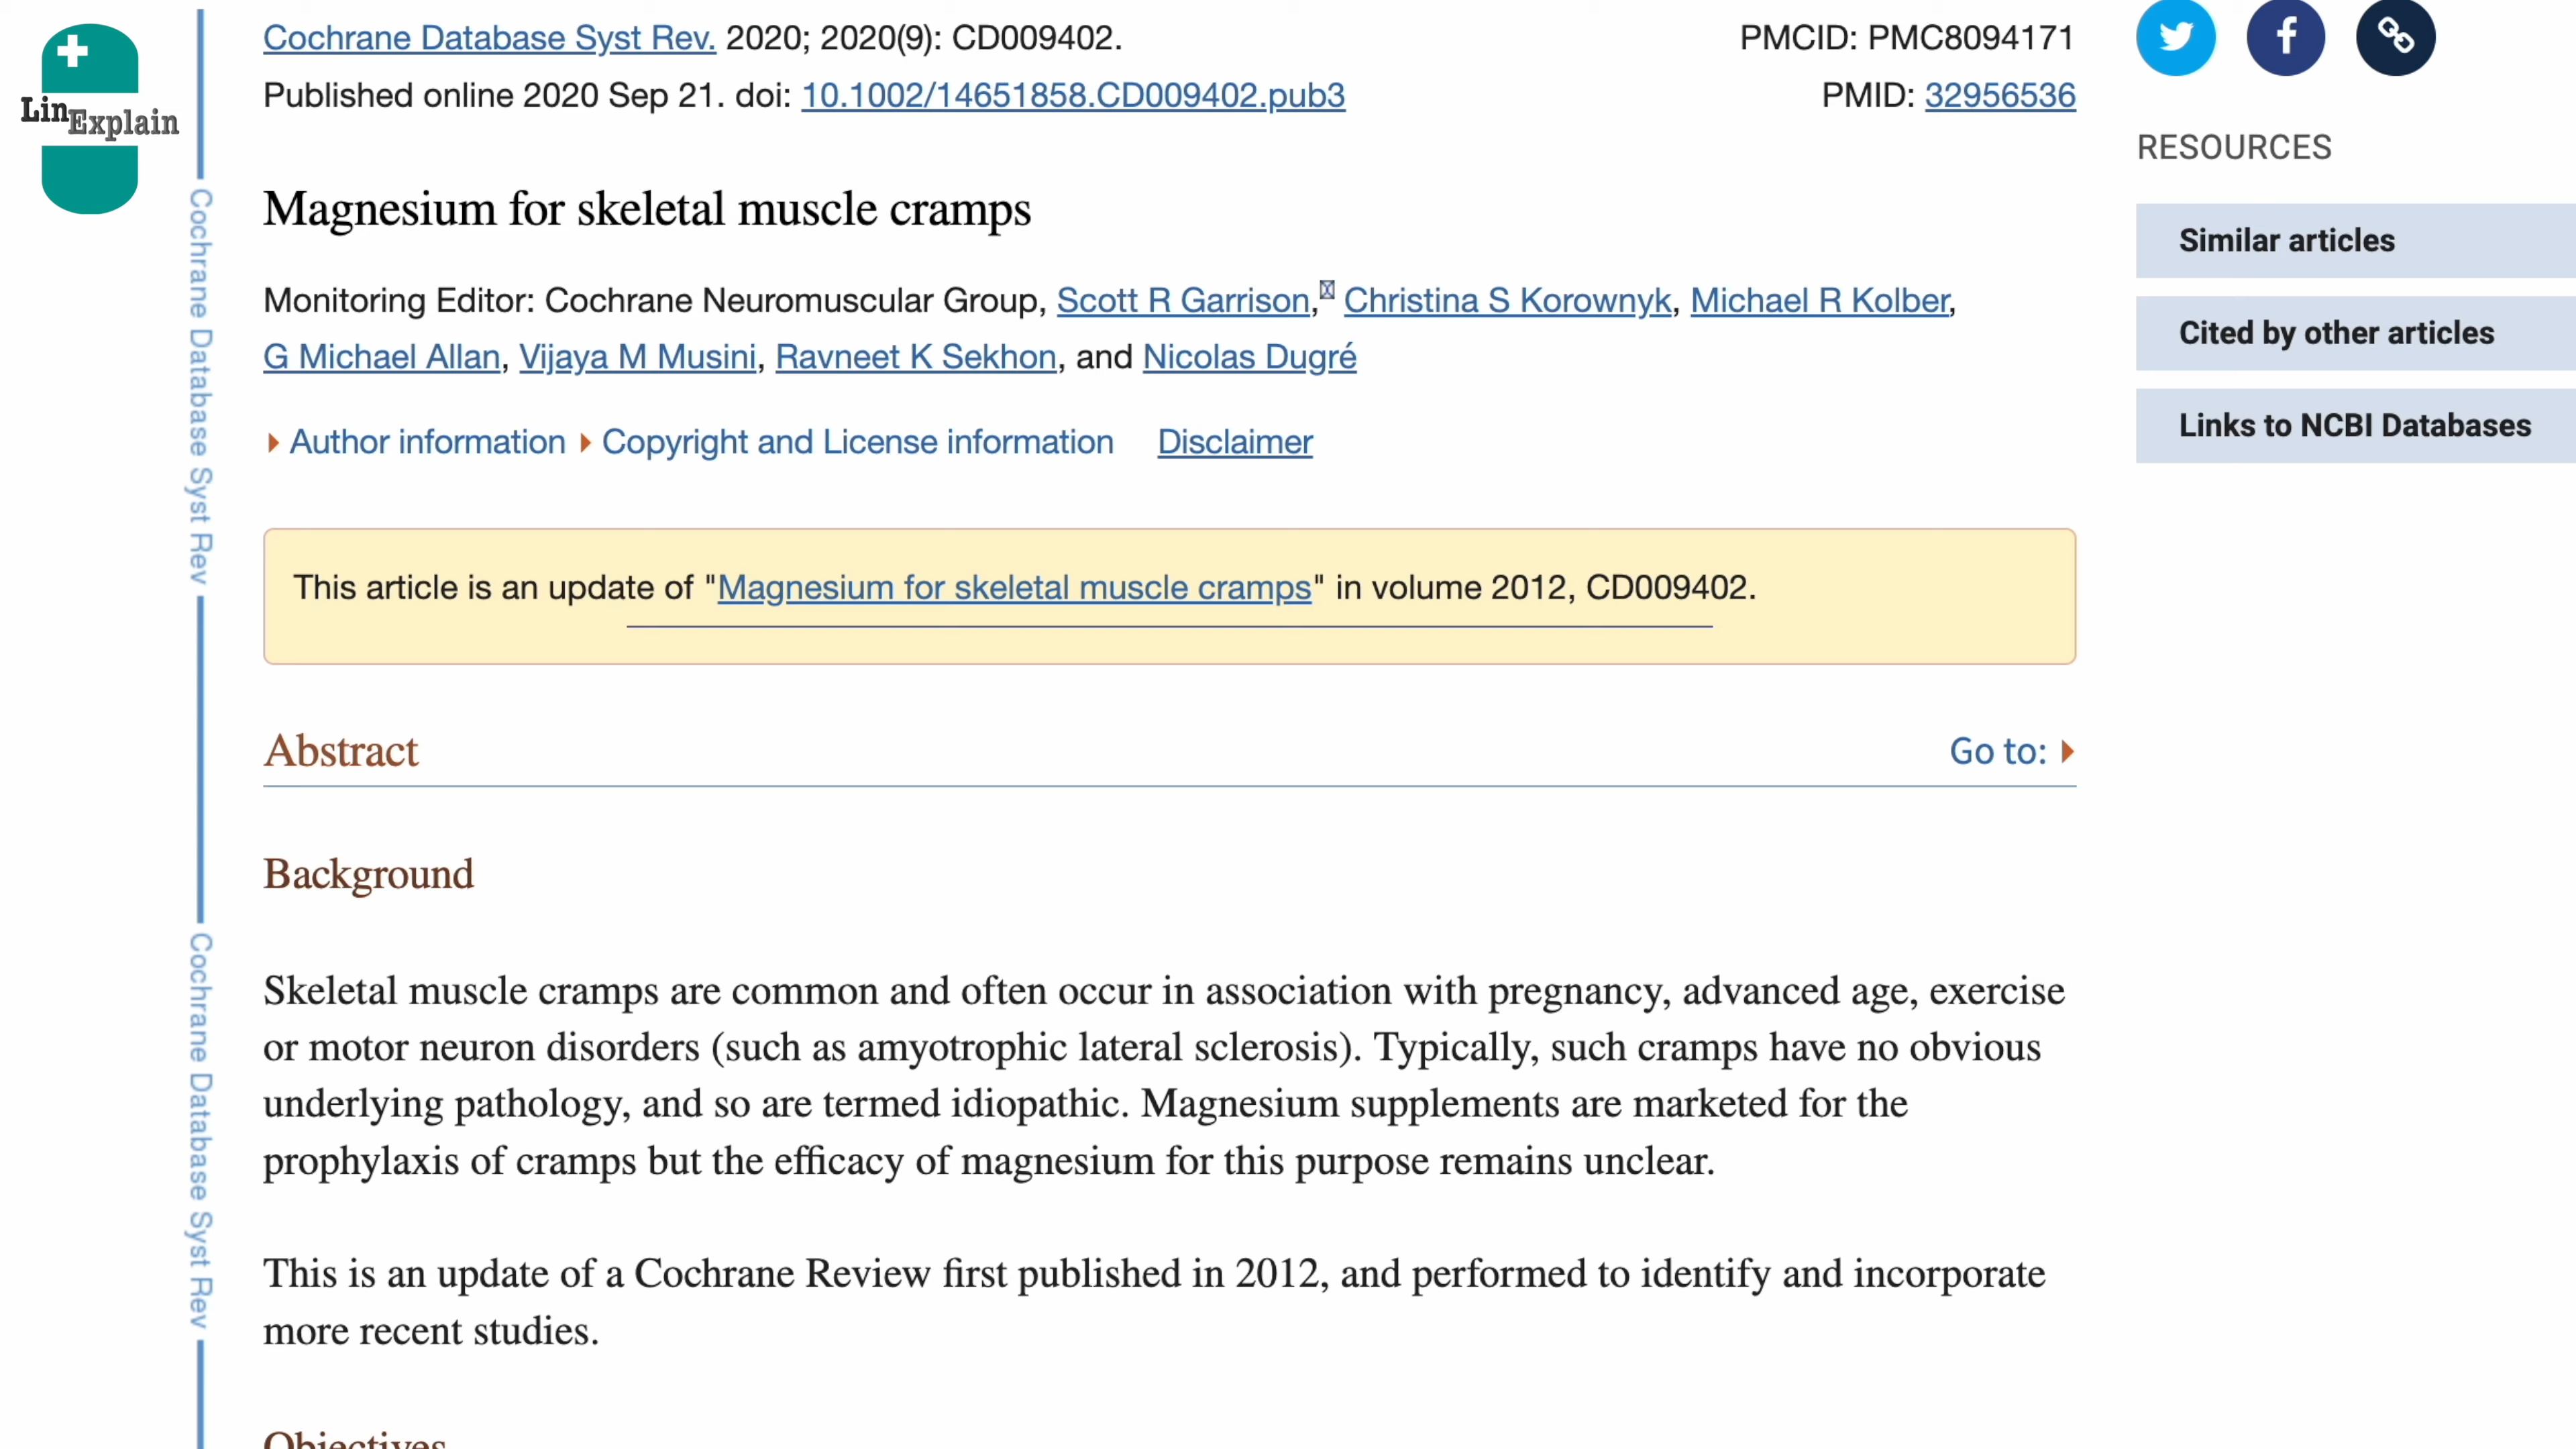 LinExplain
Cochrane Database Syst Rev. 2020; 2020(9): CD009402.
PMCID: PMC8094171
Published online 2020 Sep 21. doi: 10.1002/14651858.CD009402.pub3
PMID: 32956536
Magnesium for skeletal muscle cramps
Monitoring Editor: Cochrane Neuromuscular Group, Scott R Garrison, Christina S Korownyk, Michael R Kolber,
G Michael Allan, Vijaya M Musini, Ravneet K Sekhon, and Nicolas Dugré
Author information Copyright and License information Disclaimer
This article is an update of "Magnesium for skeletal muscle cramps" in volume 2012, CD009402.
Abstract
Go to:
Background
Skeletal muscle cramps are common and often occur in association with pregnancy, advanced age, exercise
or motor neuron disorders (such as amyotrophic lateral sclerosis). Typically, such cramps have no obvious
underlying pathology, and so are termed idiopathic. Magnesium supplements are marketed for the
prophylaxis of cramps but the efficacy of magnesium for this purpose remains unclear.
This is an update of a Cochrane Review first published in 2012, and performed to identify and incorporate
more recent studies.
Objectives
RESOURCES
Similar articles
Cited by other articles
Links to NCBI Databases
Cochrane Database Syst Rev
Cochrane Database Syst Rev